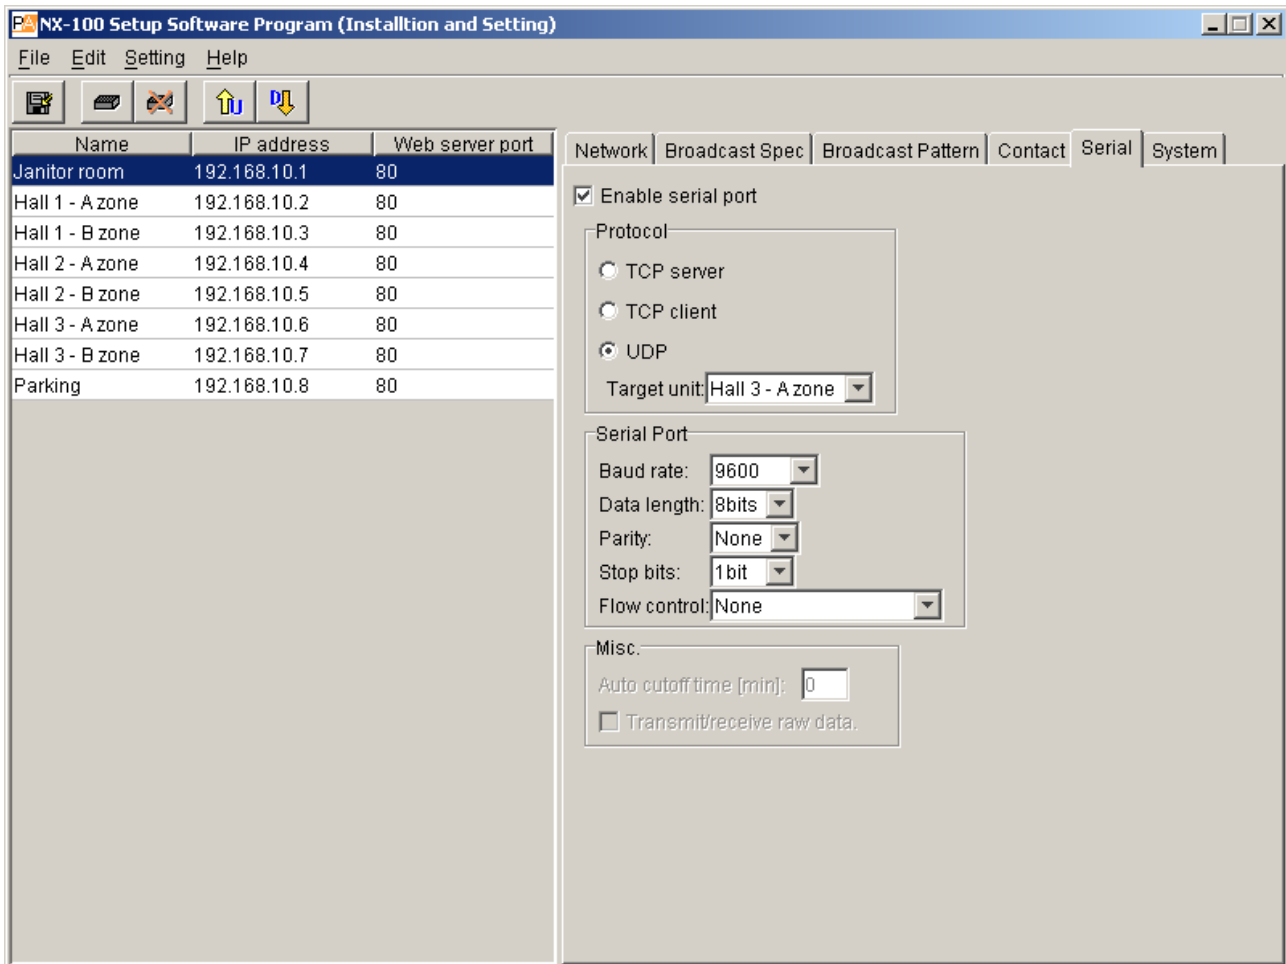 PA NX-100 Setup Software Program (Installtion and Setting)
File Edit Setting Help
U D
Name IP address Web server port
Janitor room 192.168.10.1 80
Hall 1 - A zone 192.168.10.2 80
Hall 1 - B zone 192.168.10.3 80
Hall 2 - A zone 192.168.10.4 80
Hall 2 - B zone 192.168.10.5 80
Hall 3 - A zone 192.168.10.6 80
Hall 3 - B zone 192.168.10.7 80
Parking 192.168.10.8 80
Network Broadcast Spec Broadcast Pattern Contact Serial System
Enable serial port
Protocol
TCP server
TCP client
UDP
Target unit: Hall 3 - A zone
Serial Port
Baud rate: 9600
Data length: 8bits
Parity: None
Stop bits: 1bit
Flow control: None
Misc.
Auto cutoff time [min]: 0
Transmit/receive raw data.